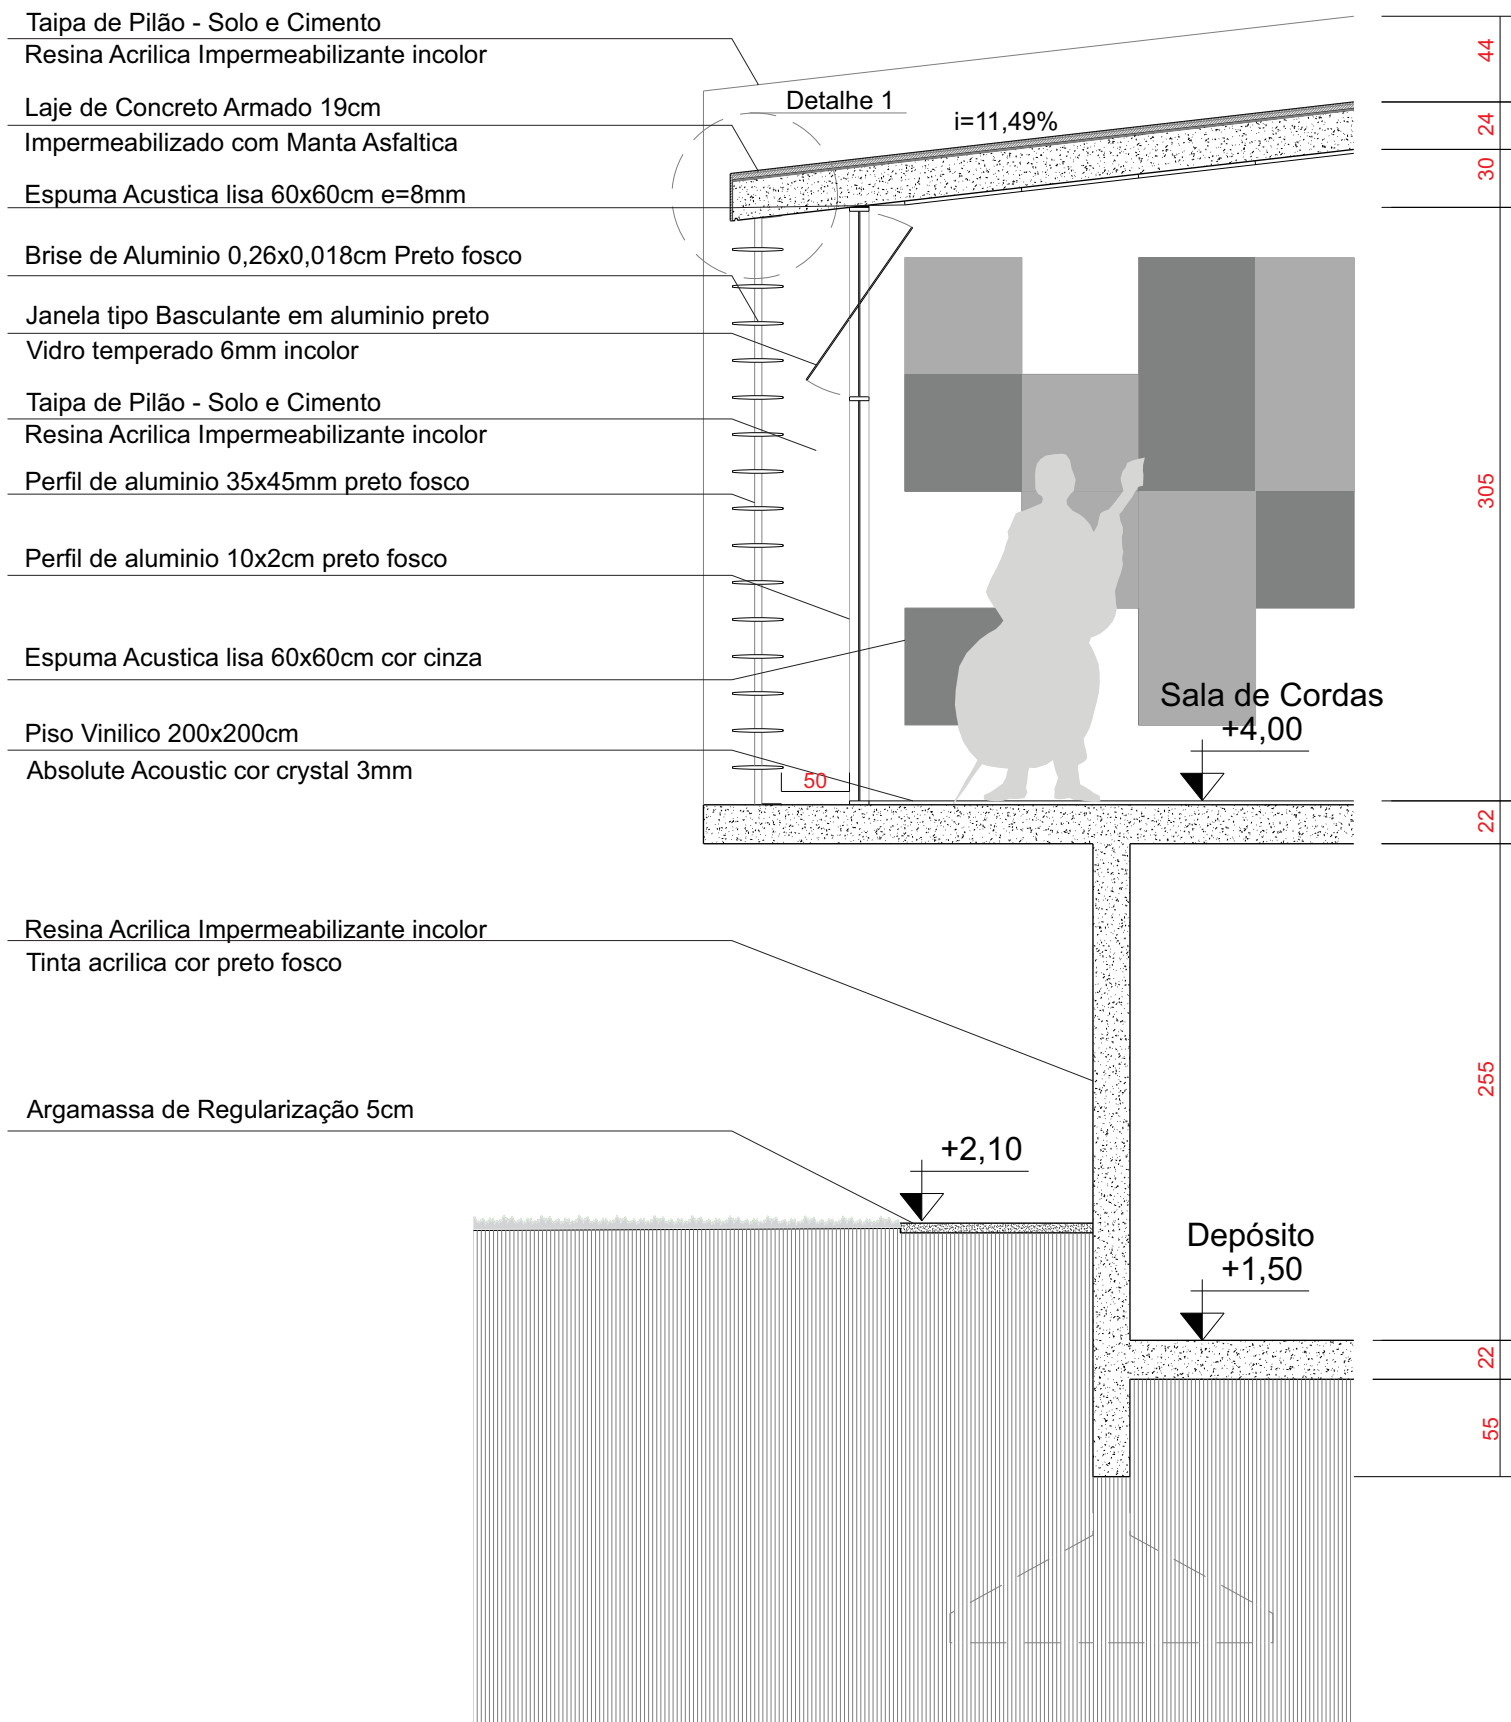 Taipa de Pilão - Solo e Cimento
Resina Acrilica Impermeabilizante incolor
Laje de Concreto Armado 19cm
Impermeabilizado com Manta Asfaltica
Espuma Acustica lisa 60x60cm e=8mm
Brise de Aluminio 0,26x0,018cm Preto fosco
Janela tipo Basculante em aluminio preto
Vidro temperado 6mm incolor
Taipa de Pilão - Solo e Cimento
Resina Acrilica Impermeabilizante incolor
Perfil de aluminio 35x45mm preto fosco
Perfil de aluminio 10x2cm preto fosco
Espuma Acustica lisa 60x60cm cor cinza
Piso Vinilico 200x200cm
Absolute Acoustic cor crystal 3mm
Resina Acrilica Impermeabilizante incolor
Tinta acrilica cor preto fosco
Argamassa de Regularização 5cm
Detalhe 1
i=11,49%
Sala de Cordas
+4,00
50
+2,10
Depósito
+1,50
44
24
30
305
22
255
22
55